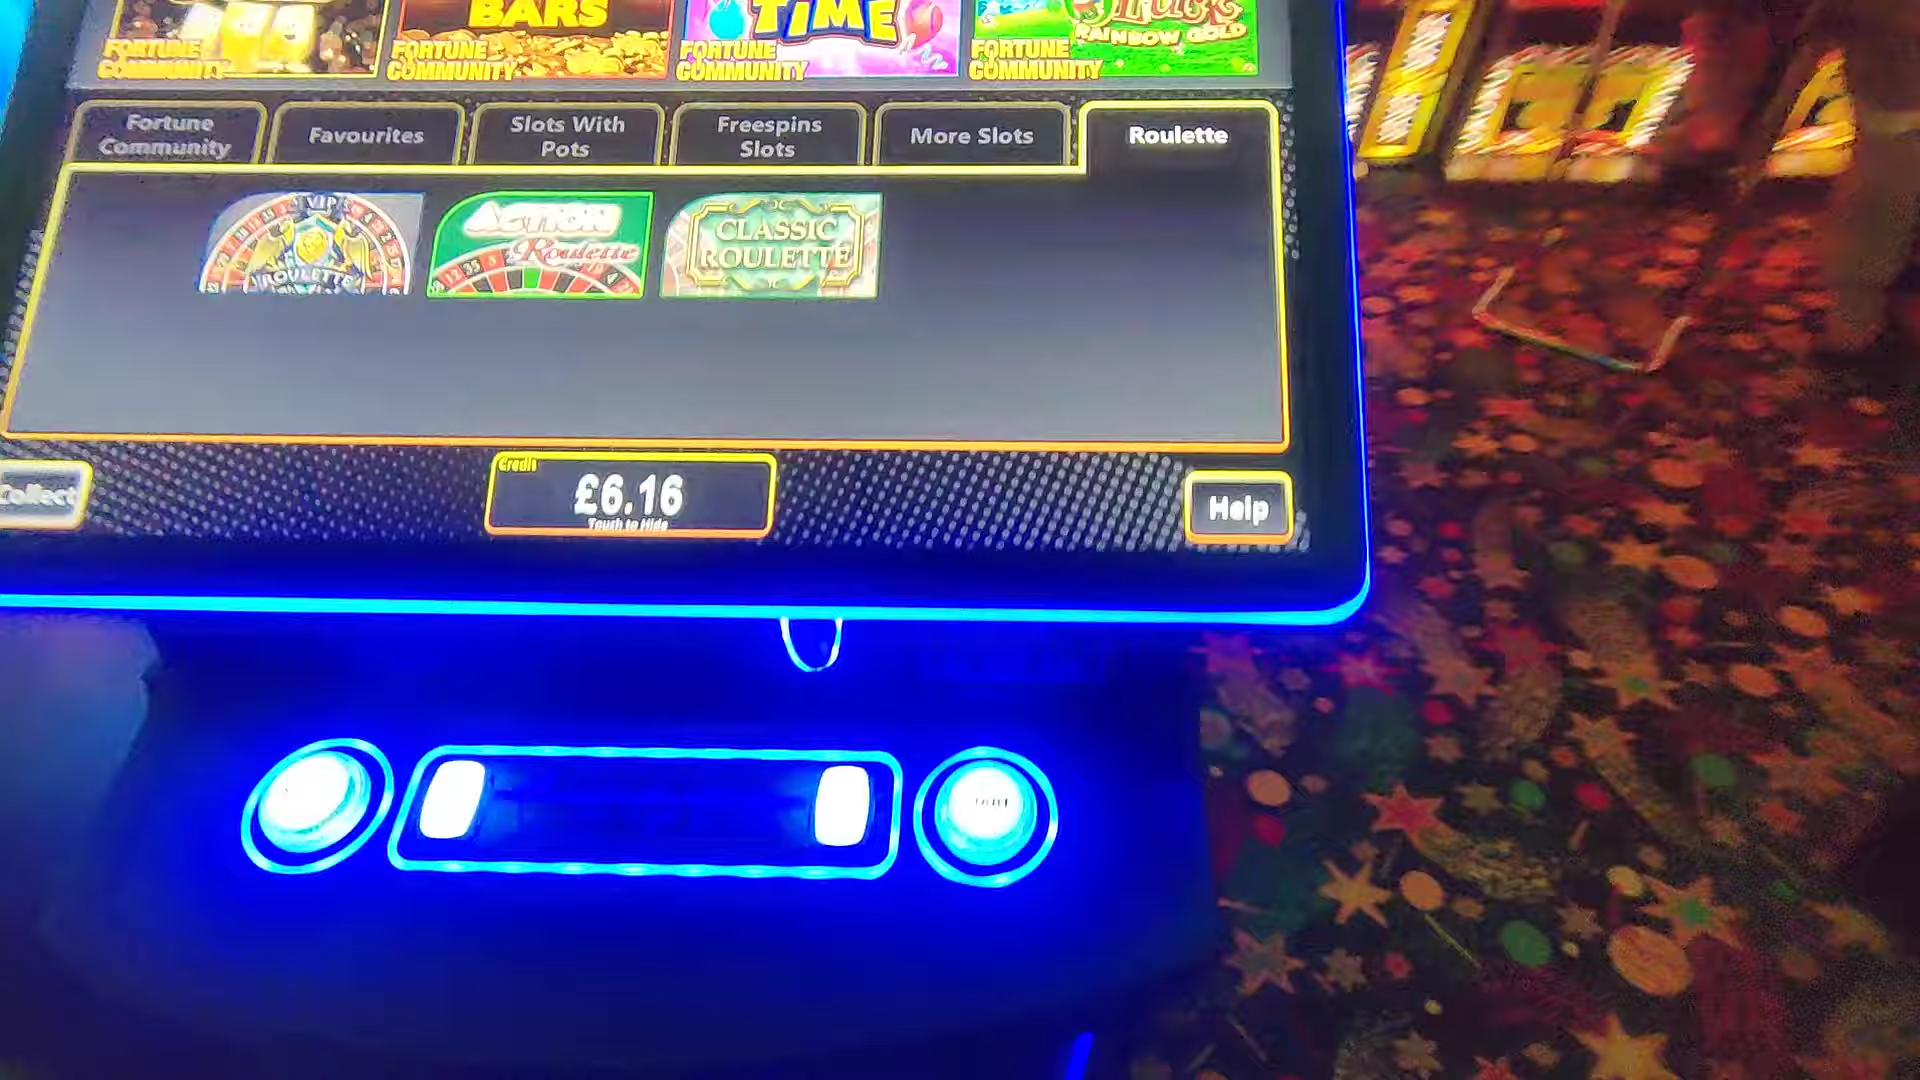 BARS
TIME
RAINBOW GOLD
FORTUNE
COMMUNITY
FORTUNE
COMMUNITY
FORTUNE
COMMUNITY
FORTUNE
COMMUNITY
Fortune
Community
Favourites
Slots With
Pots
Freespins
Slots
More Slots
Roulette
VIP
ROULETTE
ACTION
Roulette
CLASSIC
ROULETTE
Collect
Credit
£6.16
Touch to Hide
Help